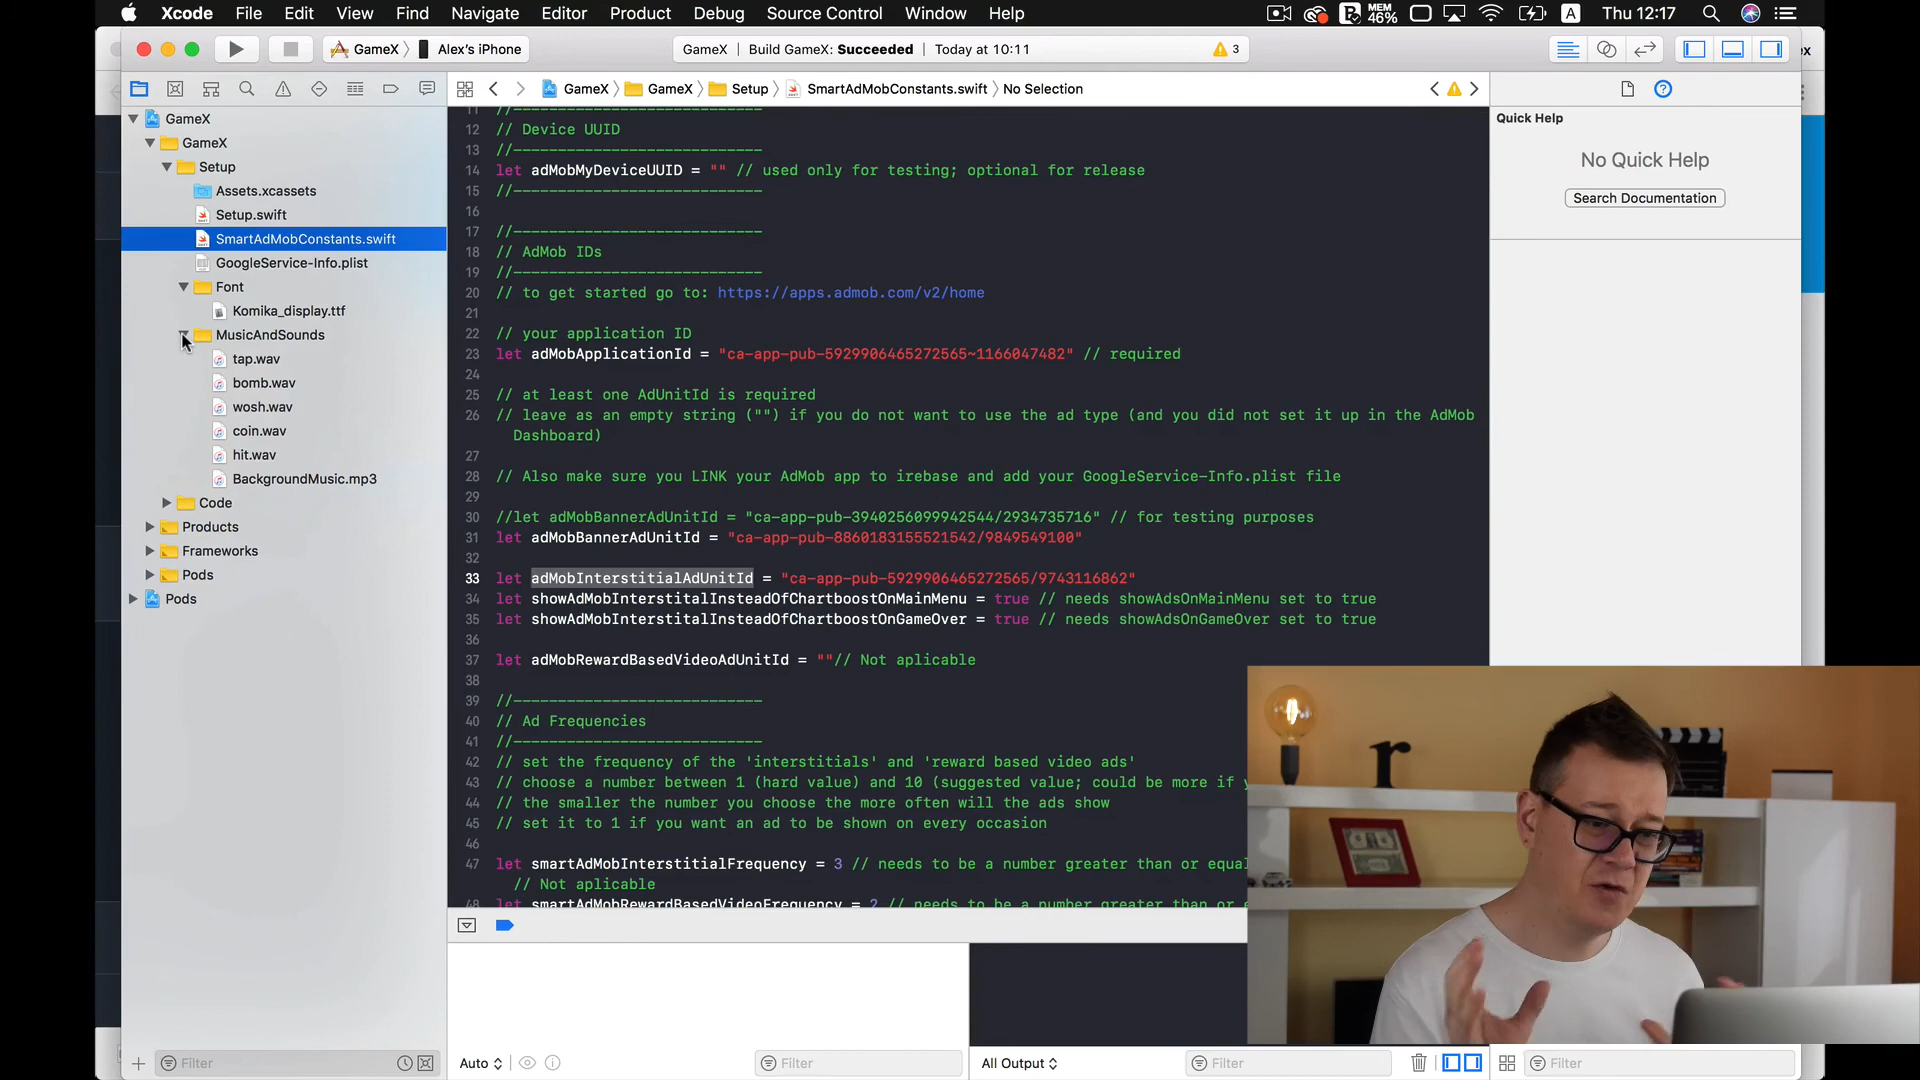 Xcode File Edit View Find Navigate Editor Product Debug Source Control Window Help MEM 46% A Thu 12:17
GameX Alex's iPhone GameX | Build GameX: Succeeded | Today at 10:11 3
GameX GameX Setup SmartAdMobConstants.swift No Selection
GameX
GameX
Setup
Assets.xcassets
Setup.swift
SmartAdMobConstants.swift
GoogleService-Info.plist
Font
Komika_display.ttf
MusicAndSounds
tap.wav
bomb.wav
wosh.wav
coin.wav
hit.wav
BackgroundMusic.mp3
Code
Products
Frameworks
Pods
Pods
Filter
11 //----------------------------
12 // Device UUID
13 //----------------------------
14 let adMobMyDeviceUUID = "" // used only for testing; optional for release
15 //----------------------------
16
17 //----------------------------
18 // AdMob IDs
19 //----------------------------
20 // to get started go to: https://apps.admob.com/v2/home
21
22 // your application ID
23 let adMobApplicationId = "ca-app-pub-5929906465272565~1166047482" // required
24
25 // at least one AdUnitId is required
26 // leave as an empty string ("") if you do not want to use the ad type (and you did not set it up in the AdMob
Dashboard)
27
28 // Also make sure you LINK your AdMob app to irebase and add your GoogleService-Info.plist file
29
30 //let adMobBannerAdUnitId = "ca-app-pub-3940256099942544/2934735716" // for testing purposes
31 let adMobBannerAdUnitId = "ca-app-pub-8860183155521542/9849549100"
32
33 let adMobInterstitialAdUnitId = "ca-app-pub-5929906465272565/9743116862"
34 let showAdMobInterstitalInsteadOfChartboostOnMainMenu = true // needs showAdsOnMainMenu set to true
35 let showAdMobInterstitalInsteadOfChartboostOnGameOver = true // needs showAdsOnGameOver set to true
36
37 let adMobRewardBasedVideoAdUnitId = ""// Not aplicable
38
39 //----------------------------
40 // Ad Frequencies
41 //----------------------------
42 // set the frequency of the 'interstitials' and 'reward based video ads'
43 // choose a number between 1 (hard value) and 10 (suggested value; could be more if
44 // the smaller the number you choose the more often will the ads show
45 // set it to 1 if you want an ad to be shown on every occasion
46
47 let smartAdMobInterstitialFrequency = 3 // needs to be a number greater than or equal
// Not aplicable
48 let smartAdMobRewardBasedVideoFrequency = 2 // needs to be a number greater than or
Quick Help
No Quick Help
Search Documentation
Auto Filter All Output Filter Filter
r